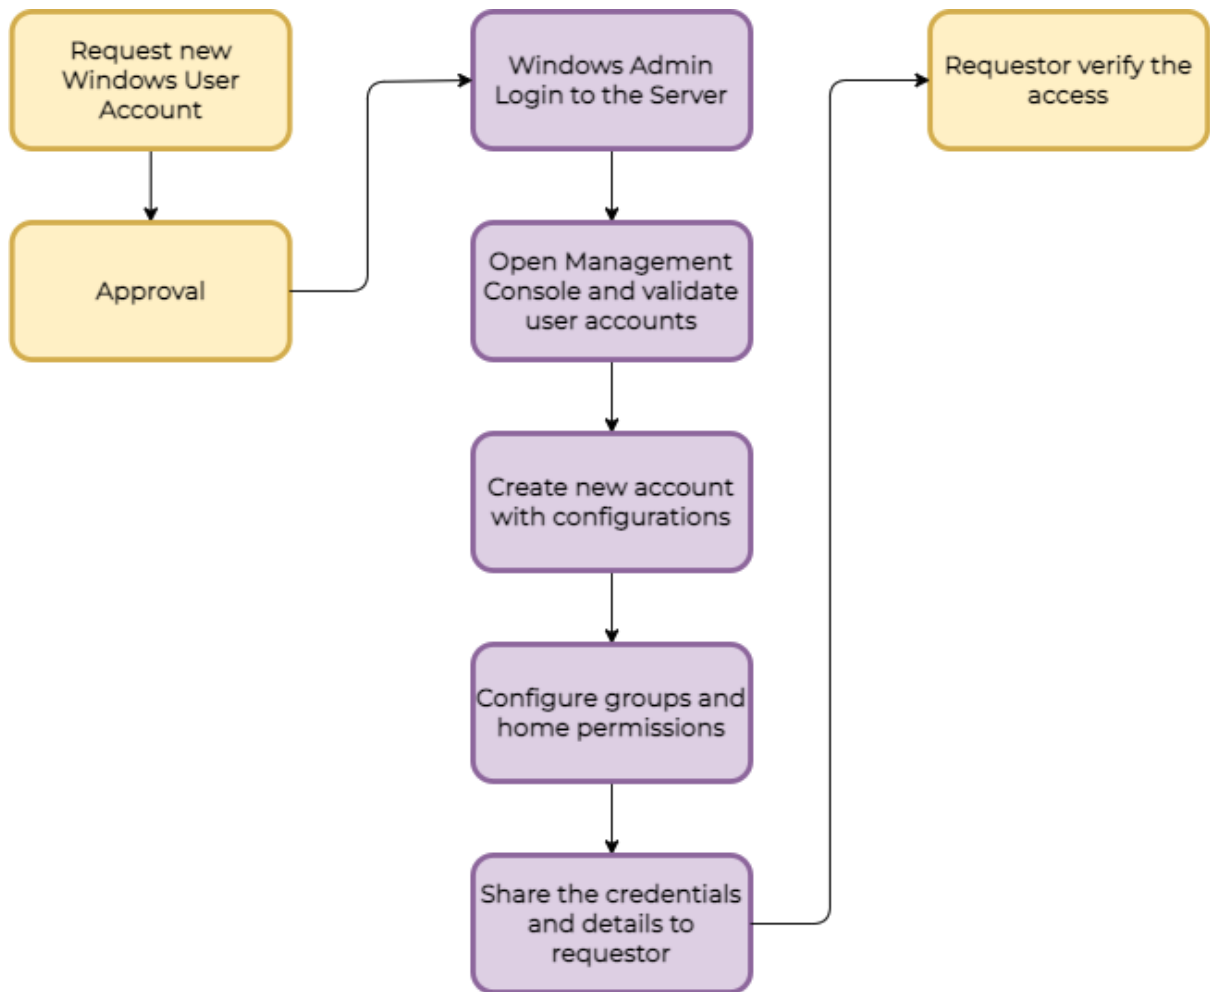 Request new
Windows User
Account
Approval
Windows Admin
Login to the Server
Open Management
Console and validate
user accounts
Create new account
with configurations
Configure groups and
home permissions
Share the credentials
and details to
requestor
Requestor verify the
access